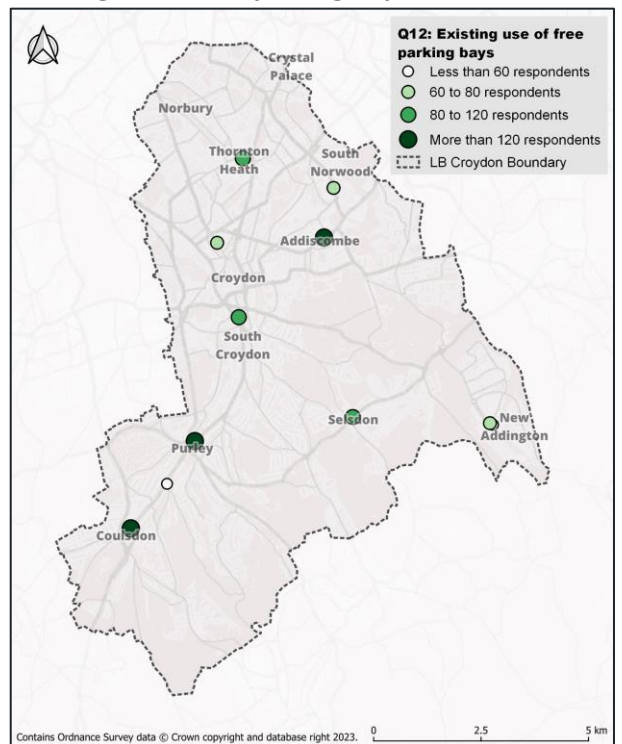 Q12: Existing use of free
parking bays
Less than 60 respondents
60 to 80 respondents
80 to 120 respondents
More than 120 respondents
LB Croydon Boundary
Crystal
Palace
Norbury
Thornton
Heath
South
Norwood
Addiscombe
Croydon
South
Croydon
Selsdon
New
Addington
Purley
Coulsdon
Contains Ordnance Survey data © Crown copyright and database right 2023.
0 2.5 5 km